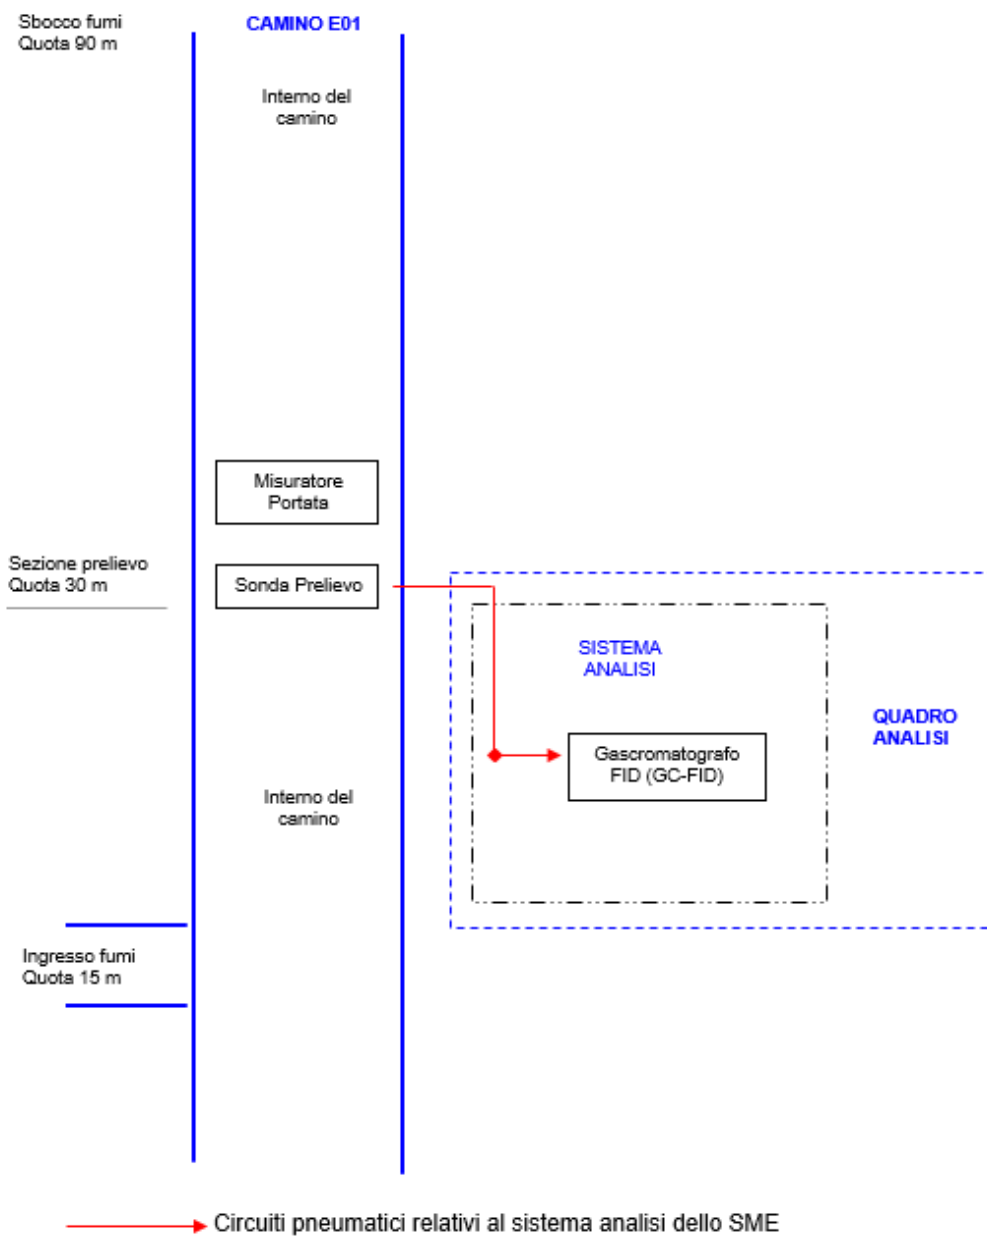 Sbocco fumi
Quota 90 m
CAMINO E01
Interno del
camino
Misuratore
Portata
Sezione prelievo
Quota 30 m
Sonda Prelievo
SISTEMA
ANALISI
QUADRO
ANALISI
Gascromatografo
FID (GC-FID)
Interno del
camino
Ingresso fumi
Quota 15 m
Circuiti pneumatici relativi al sistema analisi dello SME